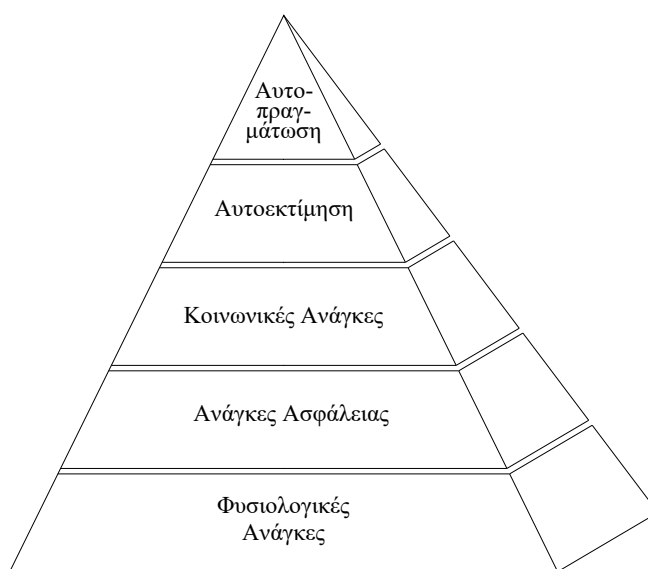 Αυτο-
πραγ-
μάτωση
Αυτοεκτίμηση
Κοινωνικές Ανάγκες
Ανάγκες Ασφάλειας
Φυσιολογικές
Ανάγκες